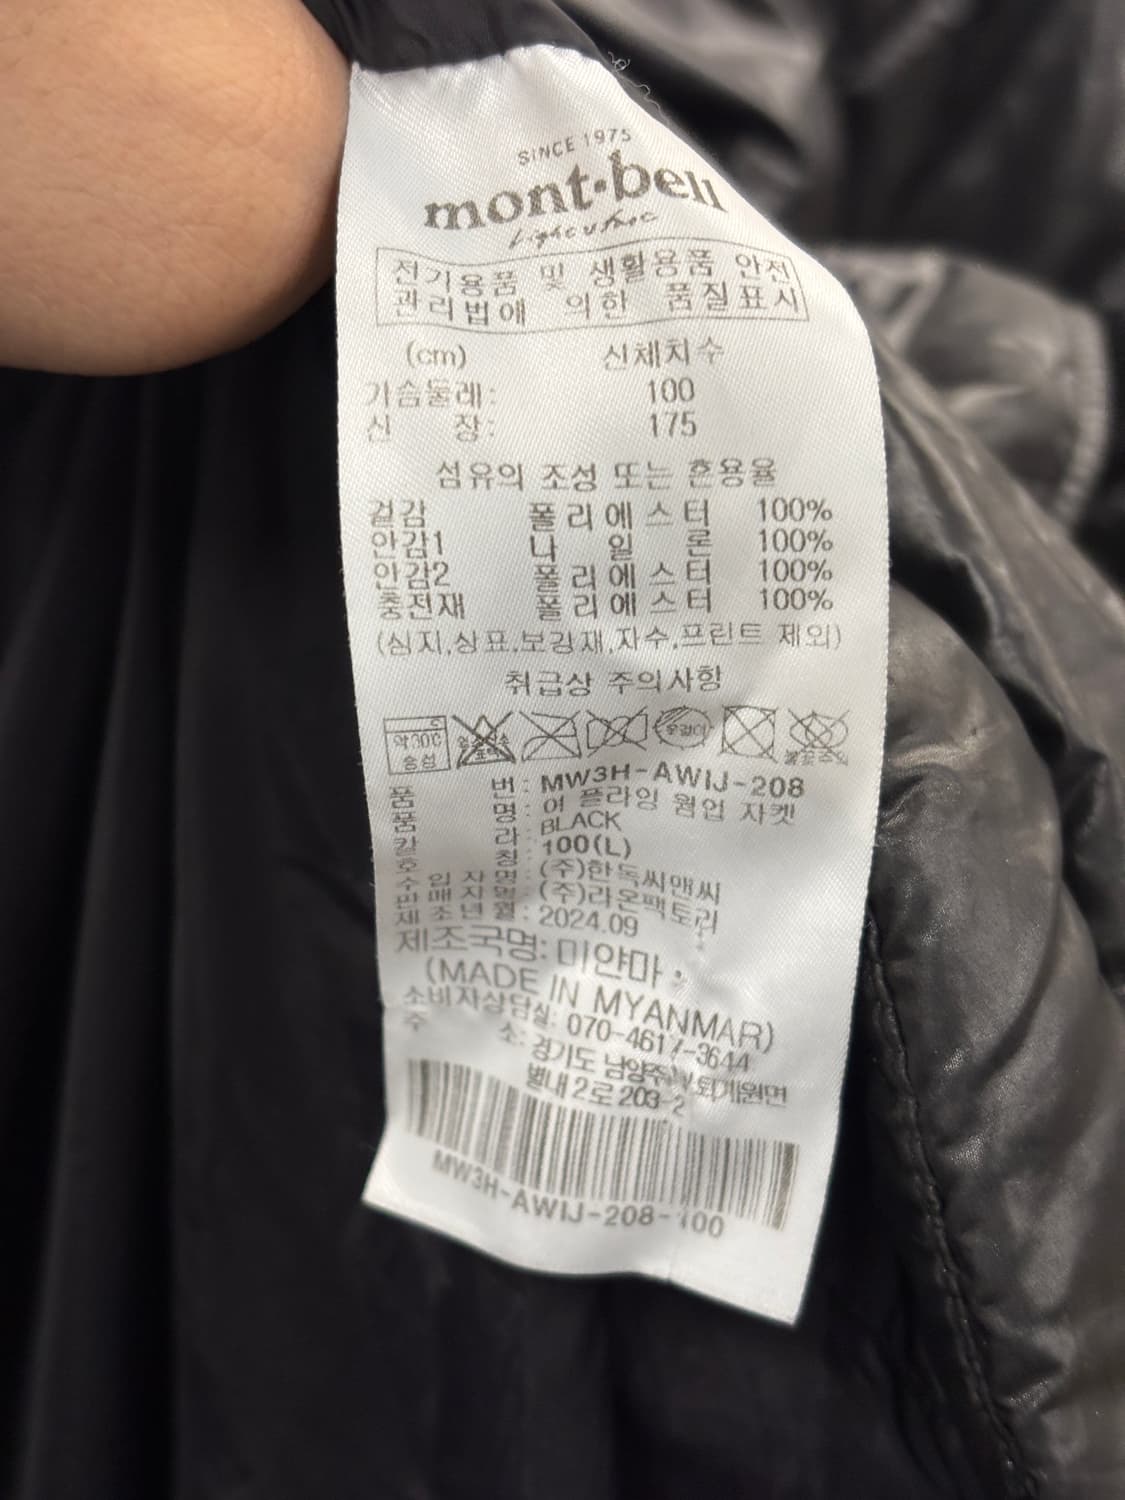 SINCE 1975
mont·bell
전기용품 및 생활용품 안전
관리법에 의한 품질표시
(cm) 신체치수
가슴둘레: 100
신 장: 175
섬유의 조성 또는 혼용율
겉감 폴리에스터 100%
안감1 나 일 론 100%
안감2 폴리에스터 100%
충전재 폴리에스터 100%
(심지,상표,보강재,자수,프린트 제외)
취급상 주의사항
약30℃
중성
옷걸이
품 번: MW3H-AWIJ-208
품 명: 여 플라잉 웜업 자켓
칼 라: BLACK
호 칭: 100(L)
수 입 자 명: (주)한독씨앤씨
판 매 자 명: (주)라온팩토리
제 조 년 월: 2024.09
제조국명: 미얀마
(MADE IN MYANMAR)
소비자상담실: 070-4617-3644
주 소: 경기도 남양주시 퇴계원면
별내2로 203-2
MW3H-AWIJ-208-100